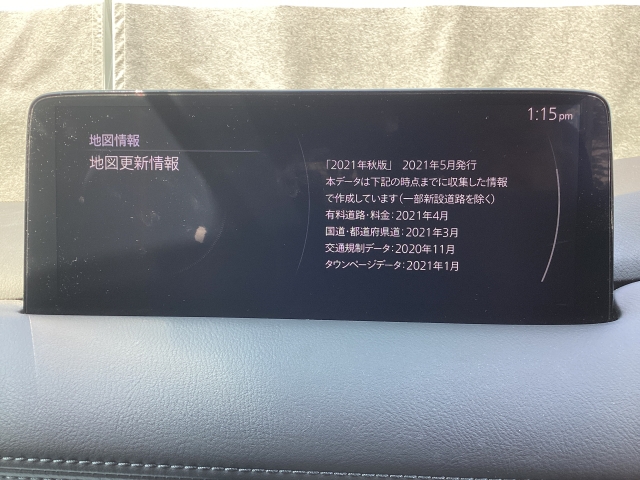 1:15pm
地図情報
地図更新情報
「2021年秋版」 2021年5月発行
本データは下記の時点までに収集した情報
で作成しています(一部新設道路を除く)
有料道路・料金:2021年4月
国道・都道府県道:2021年3月
交通規制データ:2020年11月
タウンページデータ:2021年1月